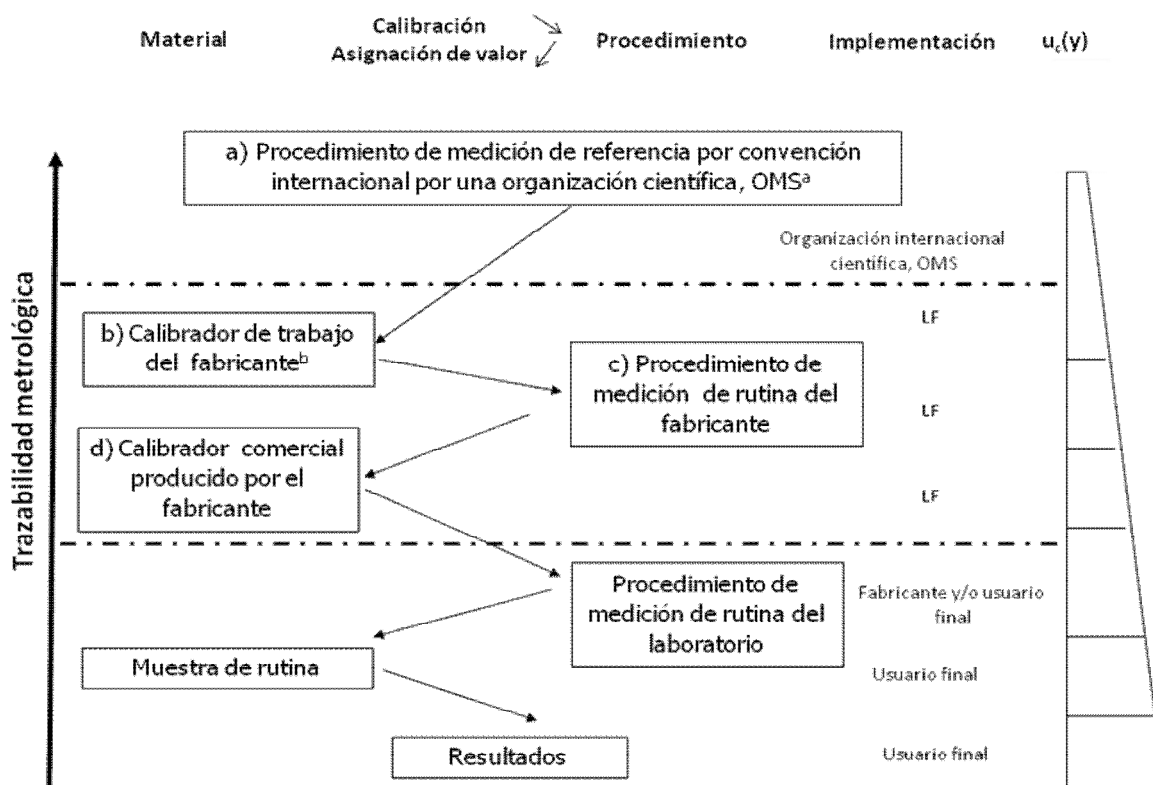 Material
Calibración
Asignación de valor
Procedimiento
Implementación
u_c(y)
a) Procedimiento de medición de referencia por convención
internacional por una organización científica, OMSᵃ
Organización internacional
científica, OMS
Trazabilidad metrológica
b) Calibrador de trabajo
del fabricanteᵇ
LF
c) Procedimiento de
medición de rutina del
fabricante
LF
d) Calibrador comercial
producido por el
fabricante
LF
Procedimiento de
medición de rutina del
laboratorio
Fabricante y/o usuario
final
Muestra de rutina
Usuario final
Resultados
Usuario final